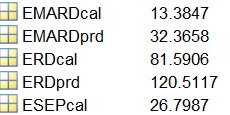 EMARDcal 13.3847
EMARDprd 32.3658
ERDcal 81.5906
ERDprd 120.5117
ESEPcal 26.7987